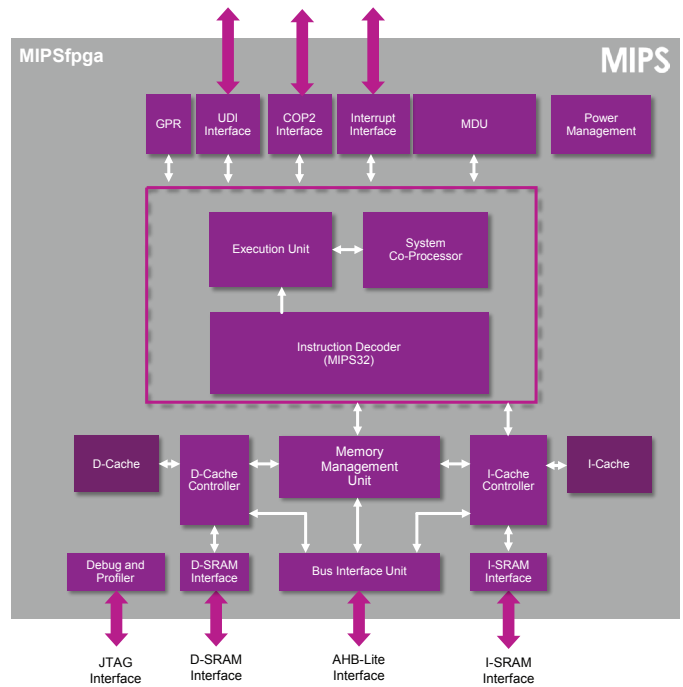 MIPSfpga
MIPS
GPR
UDI
Interface
COP2
Interface
Interrupt
Interface
MDU
Power
Management
Execution Unit
System
Co-Processor
Instruction Decoder
(MIPS32)
D-Cache
D-Cache
Controller
Memory
Management
Unit
I-Cache
Controller
I-Cache
Debug and
Profiler
D-SRAM
Interface
Bus Interface Unit
I-SRAM
Interface
JTAG
Interface
D-SRAM
Interface
AHB-Lite
Interface
I-SRAM
Interface